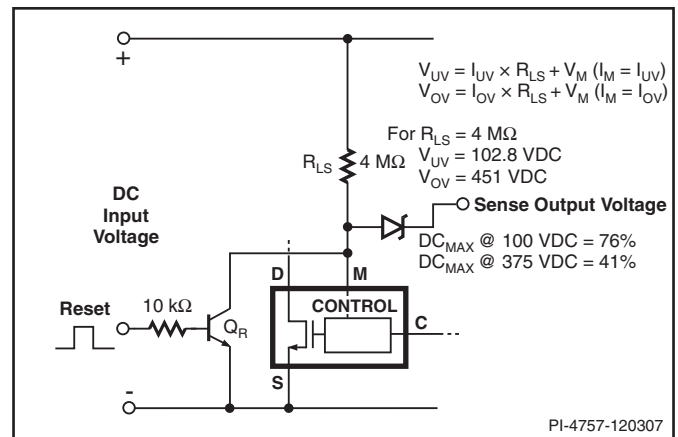 +
V_UV = I_UV × R_LS + V_M (I_M = I_UV)
V_OV = I_OV × R_LS + V_M (I_M = I_OV)
For R_LS = 4 MΩ
V_UV = 102.8 VDC
V_OV = 451 VDC
R_LS
4 MΩ
DC
Input
Voltage
Sense Output Voltage
DC_MAX @ 100 VDC = 76%
DC_MAX @ 375 VDC = 41%
D
M
Reset
10 kΩ
Q_R
CONTROL
C
S
-
PI-4757-120307